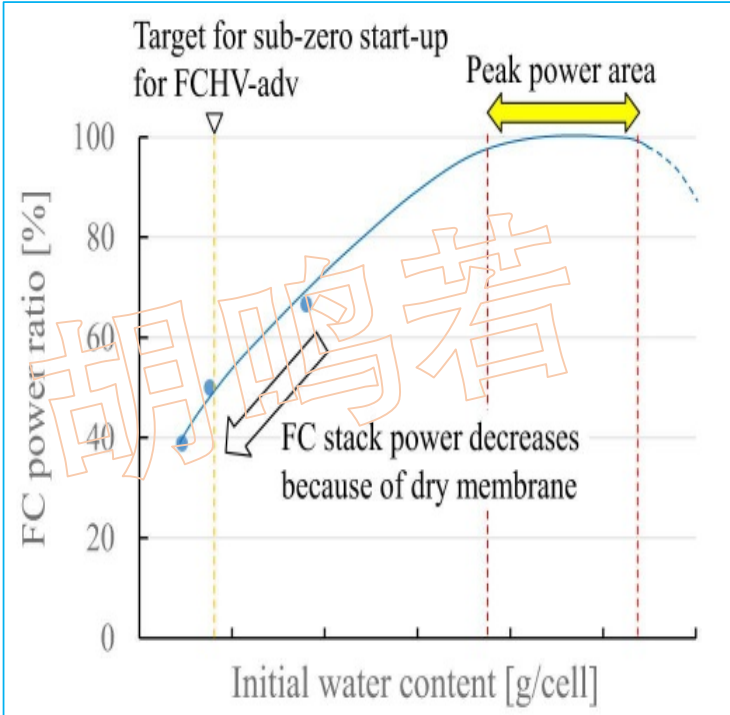 Target for sub-zero start-up
for FCHV-adv
Peak power area
100
80
60
40
20
0
FC power ratio [%]
胡鸣若
FC stack power decreases
because of dry membrane
Initial water content [g/cell]